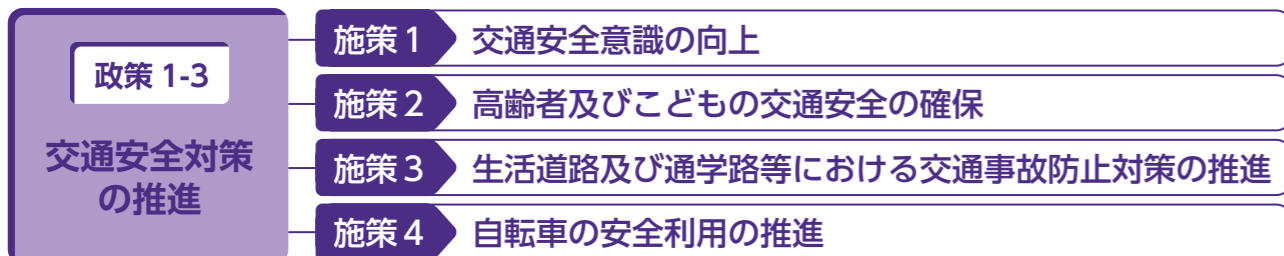 政策 1-3
交通安全対策
の推進
施策 1 交通安全意識の向上
施策 2 高齢者及びこどもの交通安全の確保
施策 3 生活道路及び通学路等における交通事故防止対策の推進
施策 4 自転車の安全利用の推進